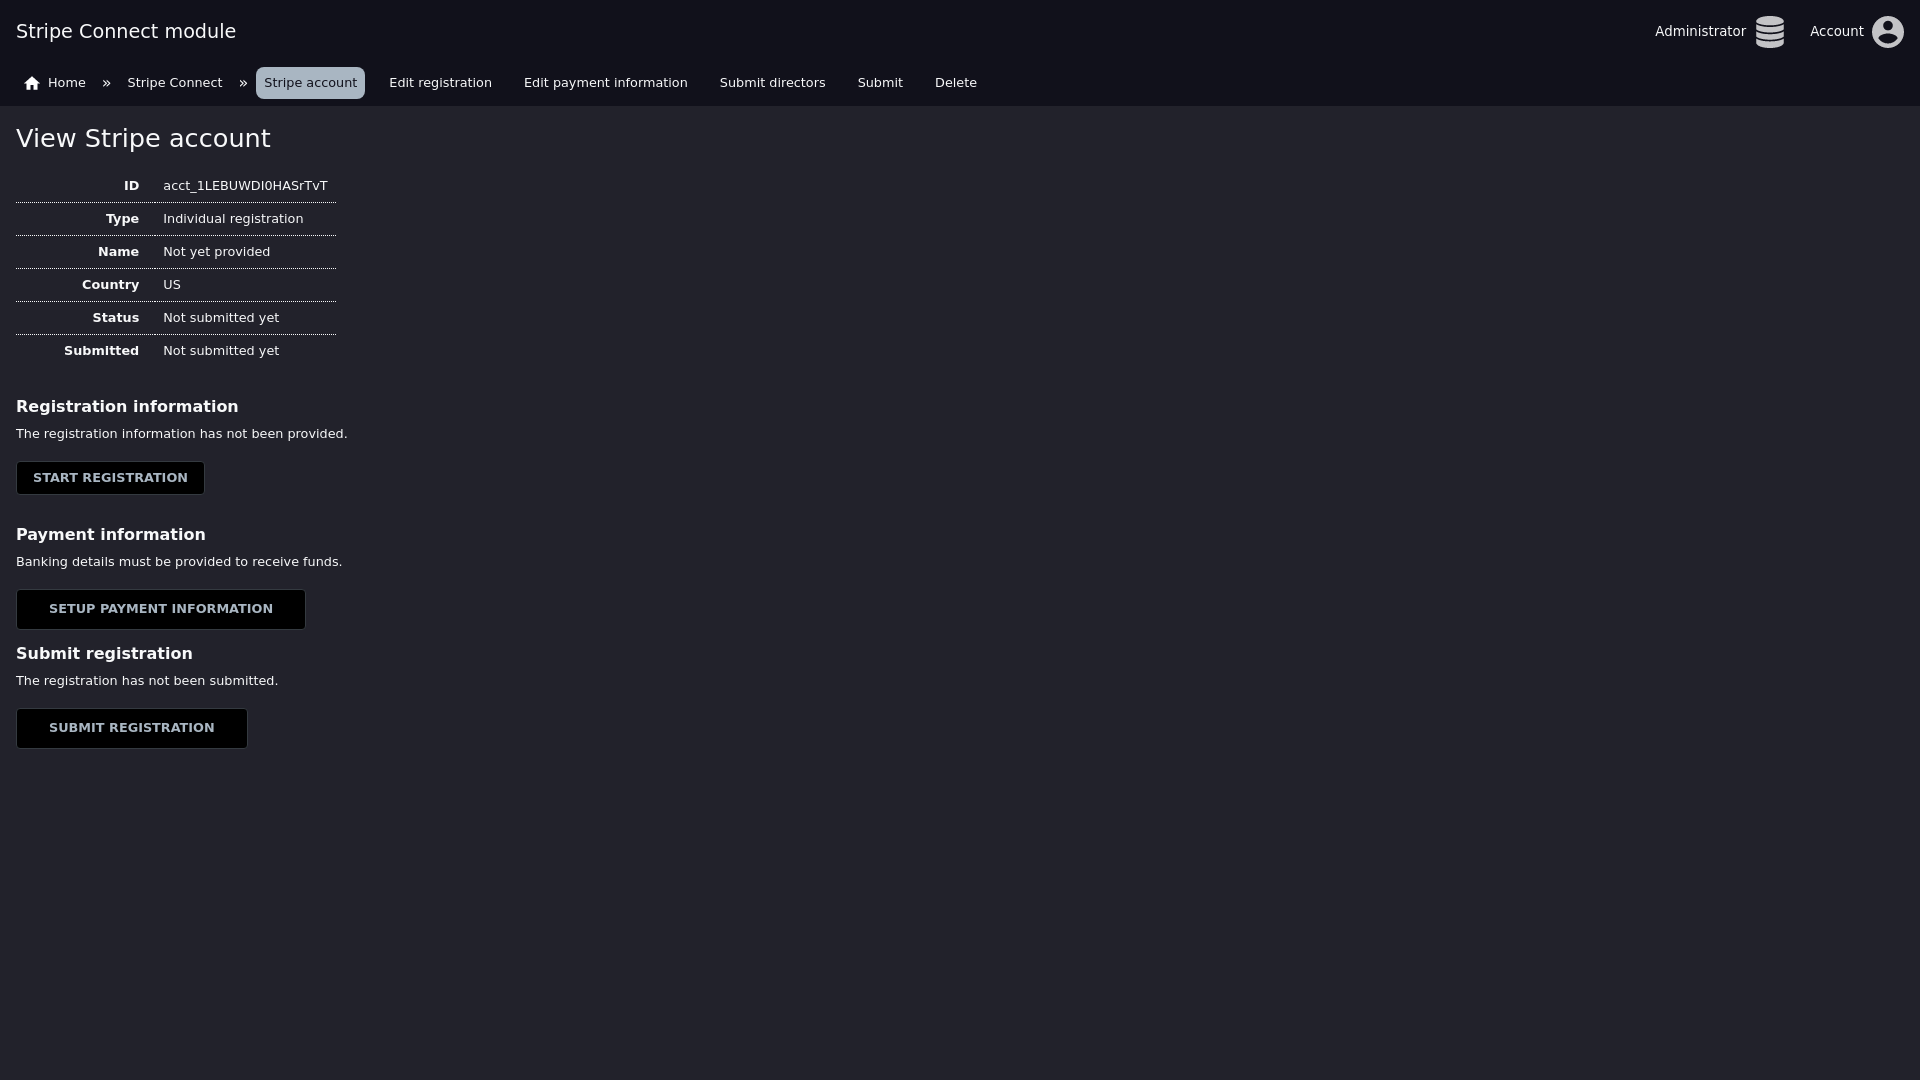 Stripe Connect module
Administrator
Account
Home » Stripe Connect » Stripe account Edit registration Edit payment information Submit directors Submit Delete
View Stripe account
ID acct_1LEBUWDI0HASrTvT
Type Individual registration
Name Not yet provided
Country US
Status Not submitted yet
Submitted Not submitted yet
Registration information
The registration information has not been provided.
START REGISTRATION
Payment information
Banking details must be provided to receive funds.
SETUP PAYMENT INFORMATION
Submit registration
The registration has not been submitted.
SUBMIT REGISTRATION